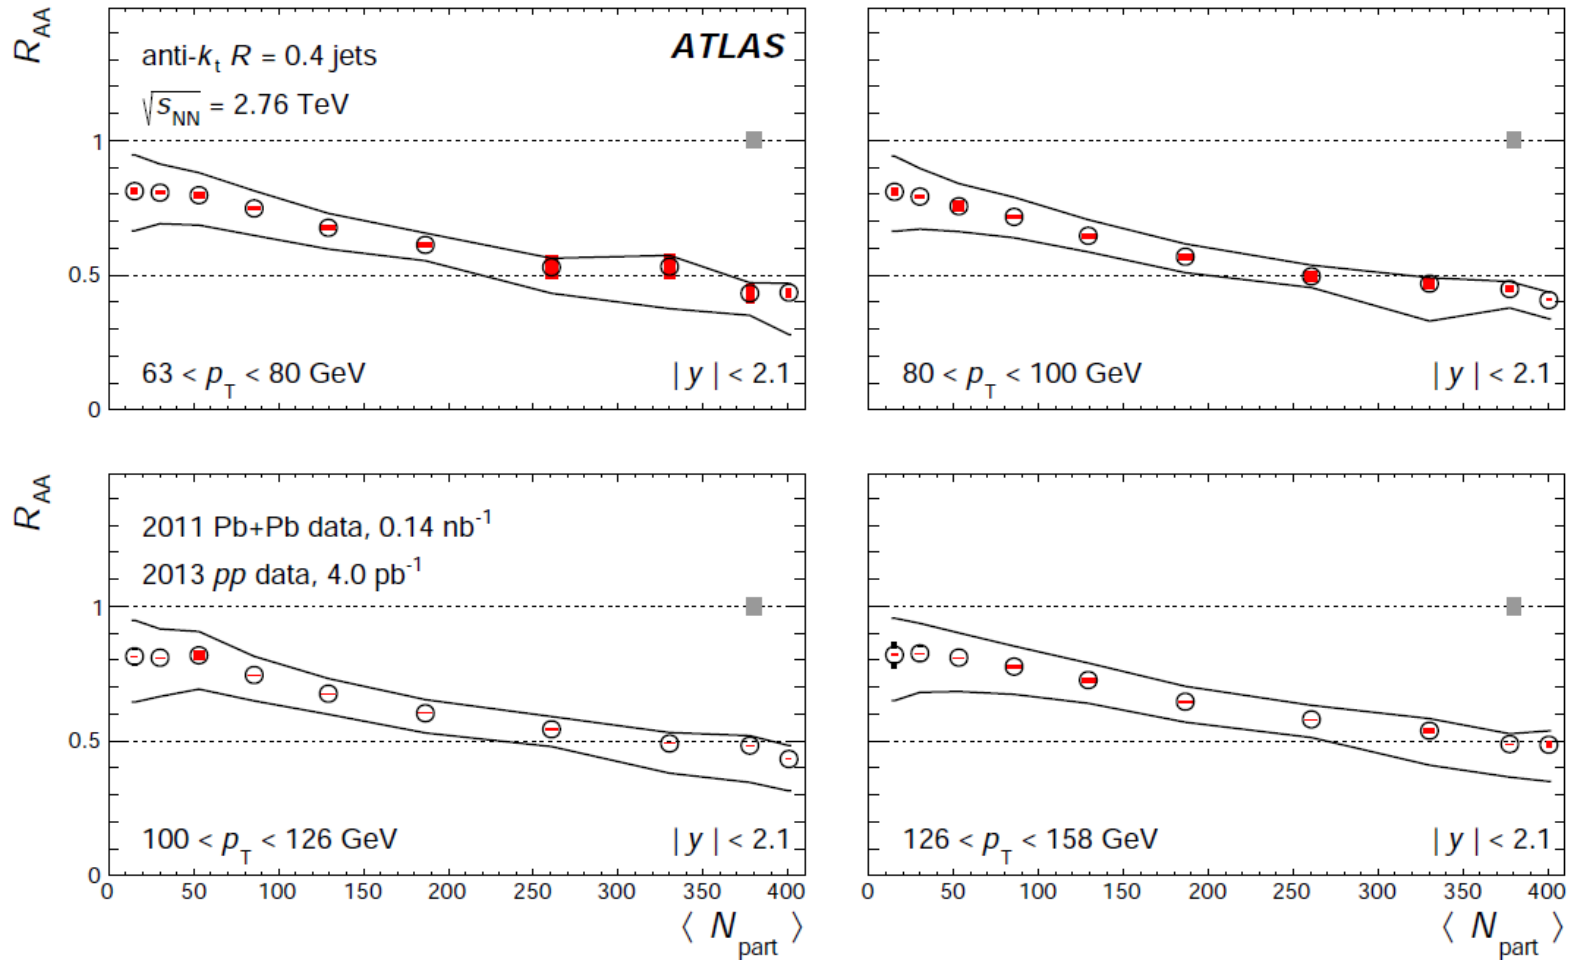 R_AA
anti-k_t R = 0.4 jets
ATLAS
√s_NN = 2.76 TeV
1
0.5
0
63 < p_T < 80 GeV
| y | < 2.1
80 < p_T < 100 GeV
| y | < 2.1
R_AA
2011 Pb+Pb data, 0.14 nb^-1
2013 pp data, 4.0 pb^-1
1
0.5
0
100 < p_T < 126 GeV
| y | < 2.1
126 < p_T < 158 GeV
| y | < 2.1
0 50 100 150 200 250 300 350 400
0 50 100 150 200 250 300 350 400
⟨ N_part ⟩
⟨ N_part ⟩